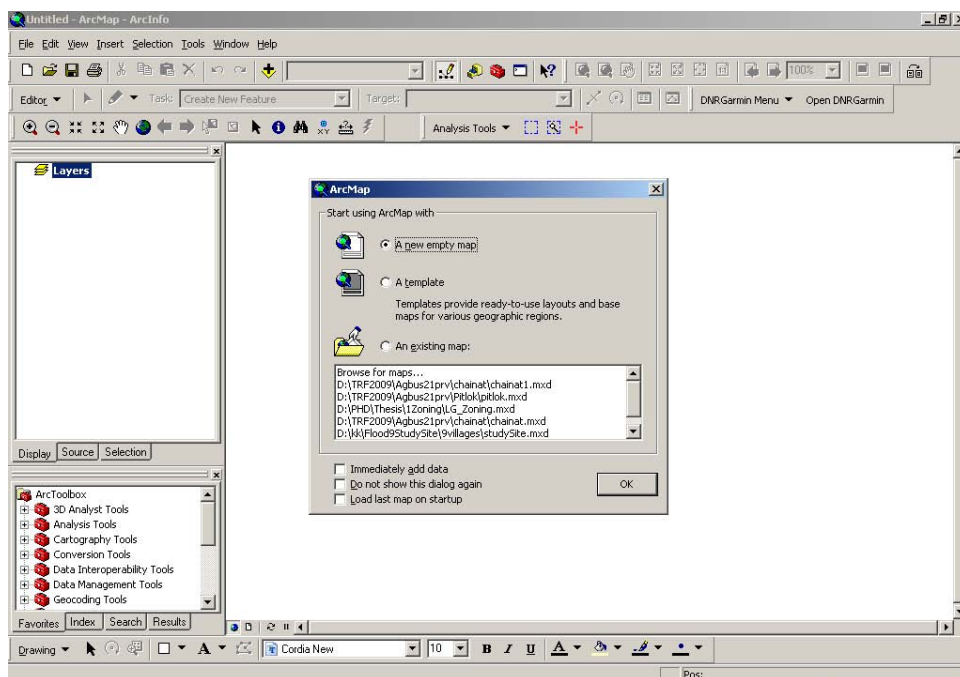 Untitled - ArcMap - ArcInfo
File Edit View Insert Selection Tools Window Help
100%
Editor Task: Create New Feature Target: DNRGarmin Menu Open DNRGarmin
XY Analysis Tools
Layers
ArcMap
Start using ArcMap with
A new empty map
A template
Templates provide ready-to-use layouts and base
maps for various geographic regions.
An existing map:
Browse for maps...
D:\TRF2009\Agbus21prv\chainat\chainat1.mxd
D:\TRF2009\Agbus21prv\Pitlok\pitlok.mxd
D:\PHD\Thesis\1Zoning\LG_Zoning.mxd
D:\TRF2009\Agbus21prv\chainat\chainat.mxd
D:\kk\Flood9StudySite\9villages\studySite.mxd
Immediately add data
Do not show this dialog again
Load last map on startup
OK
Display Source Selection
ArcToolbox
3D Analyst Tools
Analysis Tools
Cartography Tools
Conversion Tools
Data Interoperability Tools
Data Management Tools
Geocoding Tools
Favorites Index Search Results
Drawing A Cordia New 10 B I U A
Pos: